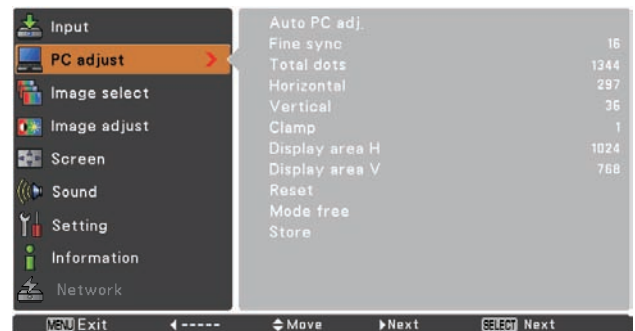 Input
PC adjust
Image select
Image adjust
Screen
Sound
Setting
Information
Network
Auto PC adj.
Fine sync 16
Total dots 1344
Horizontal 297
Vertical 36
Clamp 1
Display area H 1024
Display area V 768
Reset
Mode free
Store
MENU Exit ----- Move Next SELECT Next